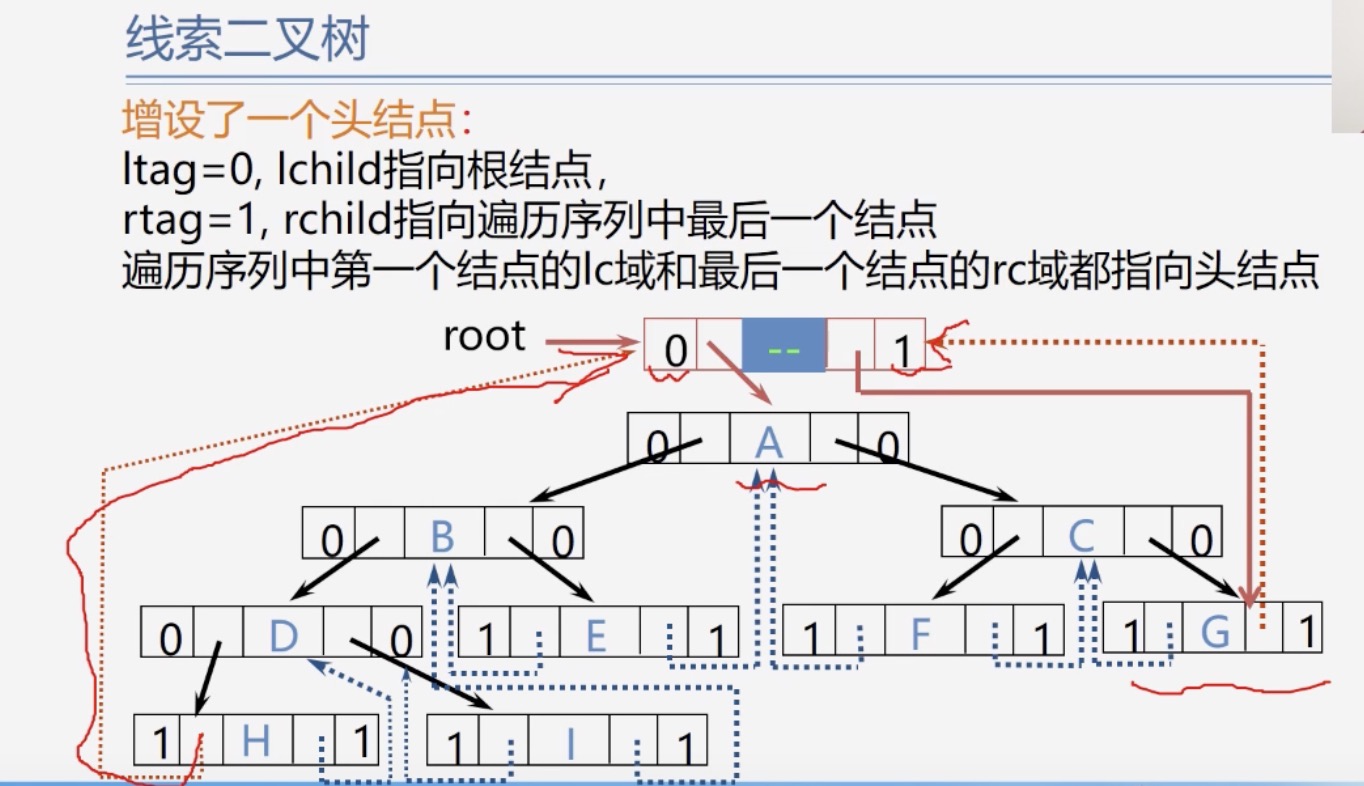 线索二叉树
增设了一个头结点：
ltag=0, lchild指向根结点,
rtag=1, rchild指向遍历序列中最后一个结点
遍历序列中第一个结点的lc域和最后一个结点的rc域都指向头结点
root 0 -- 1
0 A 0
0 B 0 0 C 0
0 D 0 1 E 1 1 F 1 1 G 1
1 H 1 1 I 1